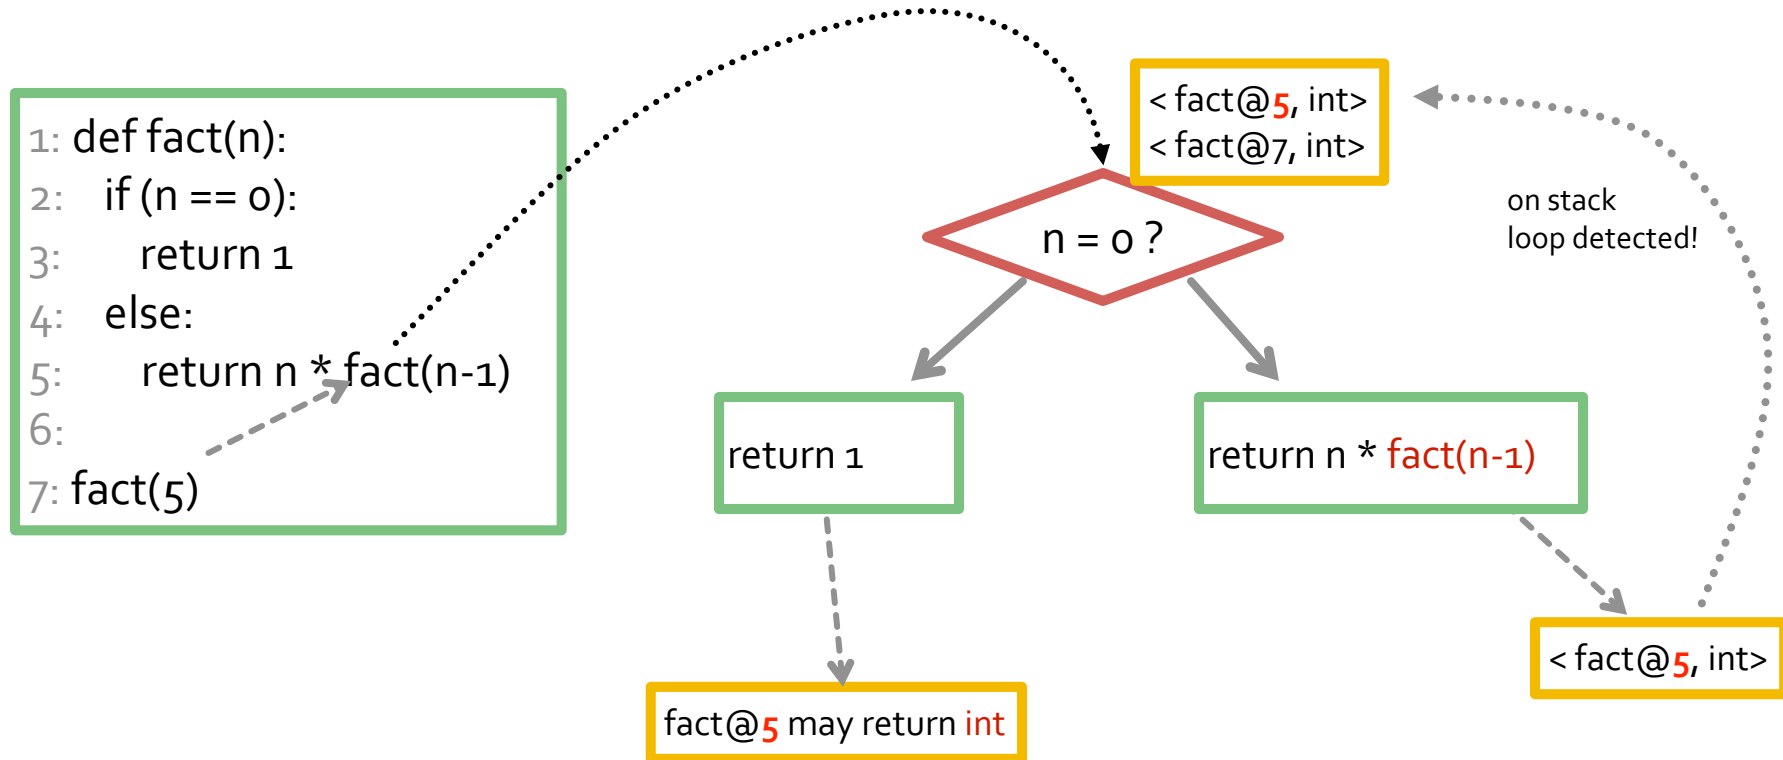 1: def fact(n):
2: if (n == 0):
3: return 1
4: else:
5: return n * fact(n-1)
6:
7: fact(5)
< fact@5, int>
< fact@7, int>
n = 0 ?
on stack
loop detected!
return 1
return n * fact(n-1)
< fact@5, int>
fact@5 may return int